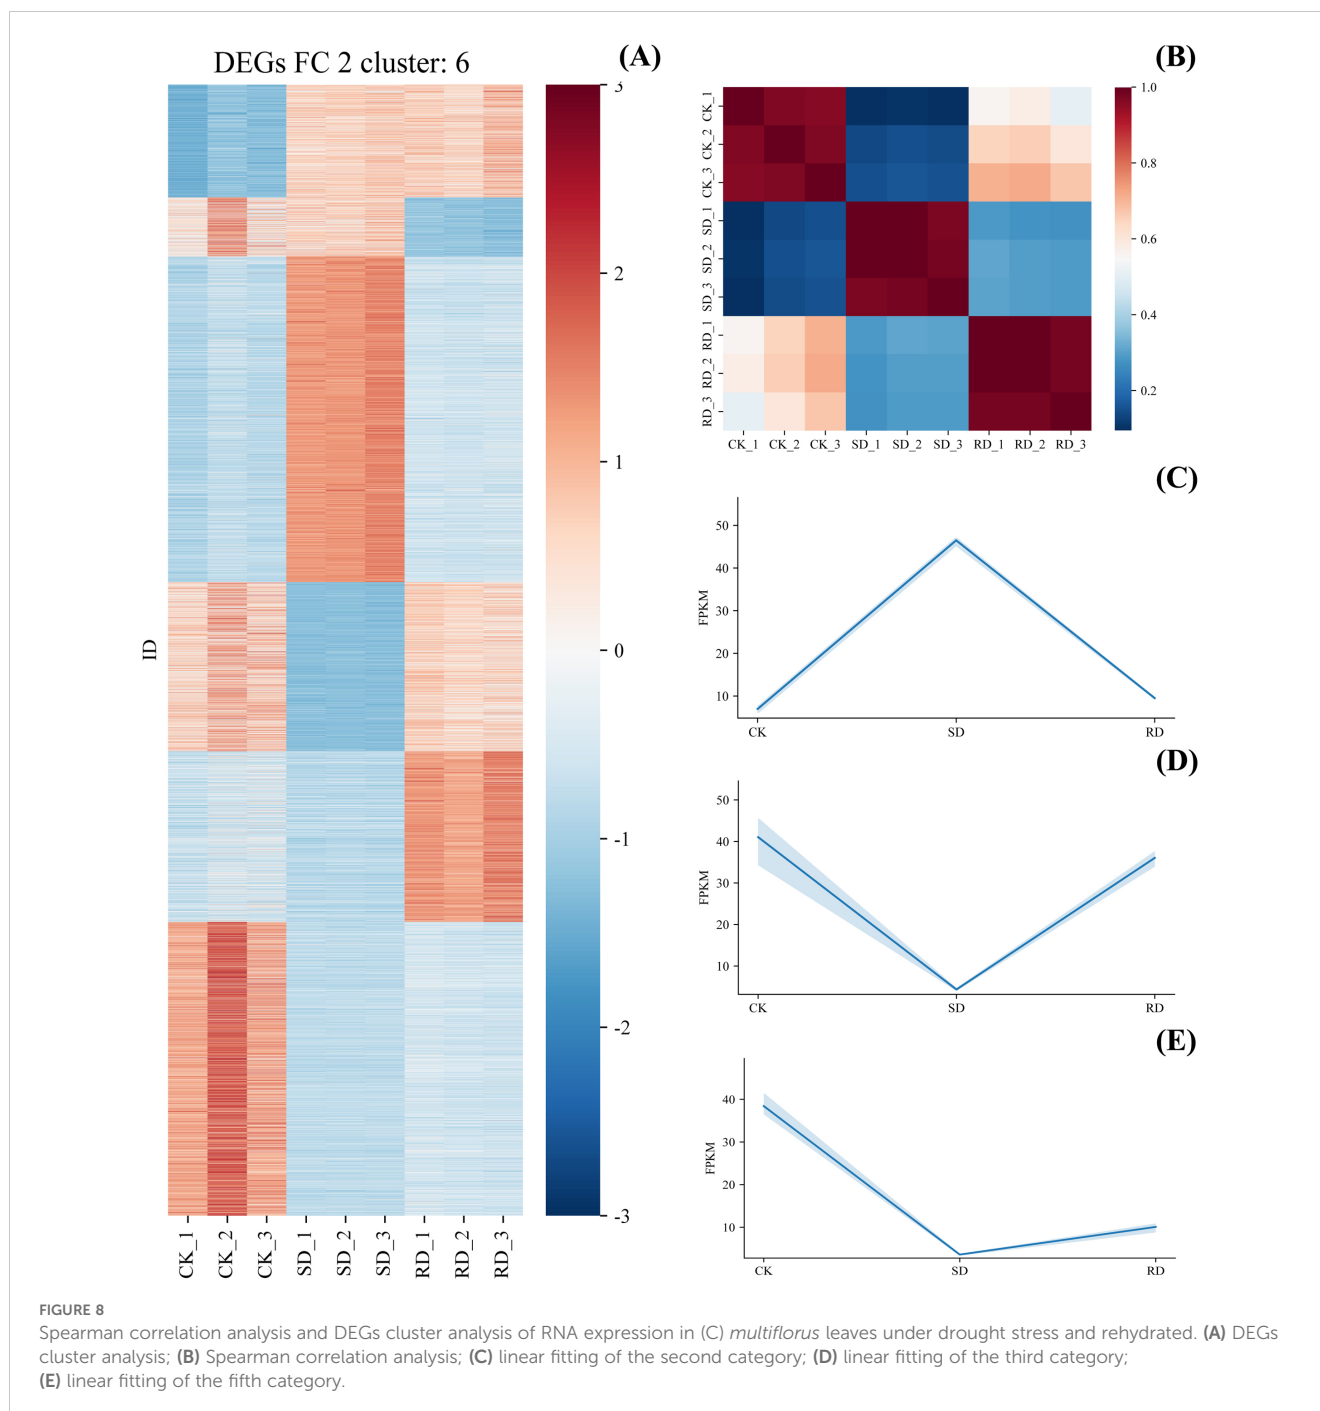 DEGs FC 2 cluster: 6
(A)
3
2
1
0
-1
-2
-3
ID
CK_1
CK_2
CK_3
SD_1
SD_2
SD_3
RD_1
RD_2
RD_3
(B)
CK_1
CK_2
CK_3
SD_1
SD_2
SD_3
RD_1
RD_2
RD_3
CK_1 CK_2 CK_3 SD_1 SD_2 SD_3 RD_1 RD_2 RD_3
1.0
0.8
0.6
0.4
0.2
(C)
50
40
30
20
10
FPKM
CK SD RD
(D)
50
40
30
20
10
FPKM
CK SD RD
(E)
40
30
20
10
FPKM
CK SD RD
FIGURE 8
Spearman correlation analysis and DEGs cluster analysis of RNA expression in (C) multiflorus leaves under drought stress and rehydrated. (A) DEGs
cluster analysis; (B) Spearman correlation analysis; (C) linear fitting of the second category; (D) linear fitting of the third category;
(E) linear fitting of the fifth category.